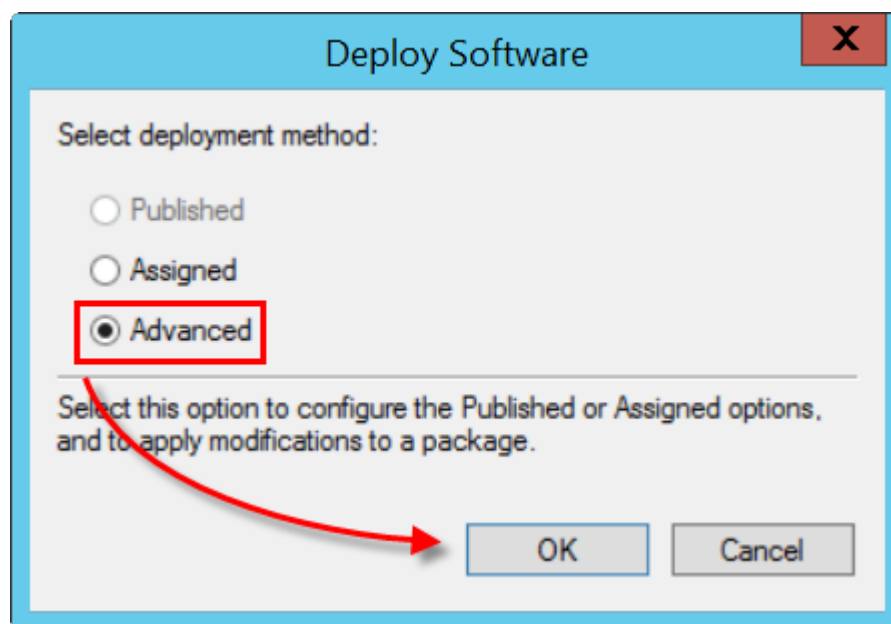 Deploy Software
X
Select deployment method:
Published
Assigned
Advanced
Select this option to configure the Published or Assigned options,
and to apply modifications to a package.
OK
Cancel